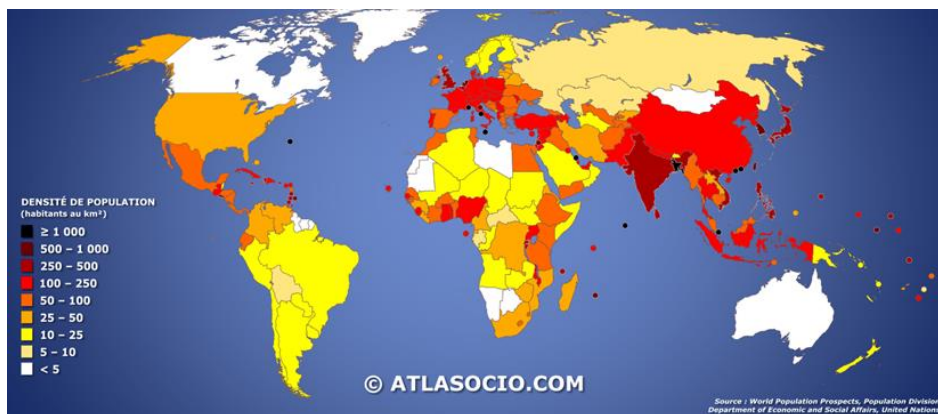 DENSITÉ DE POPULATION
(habitants au km²)
≥ 1 000
500 – 1 000
250 – 500
100 – 250
50 – 100
25 – 50
10 – 25
5 – 10
< 5
© ATLASOCIO.COM
Source : World Population Prospects, Population Division
Department of Economic and Social Affairs, United Nations